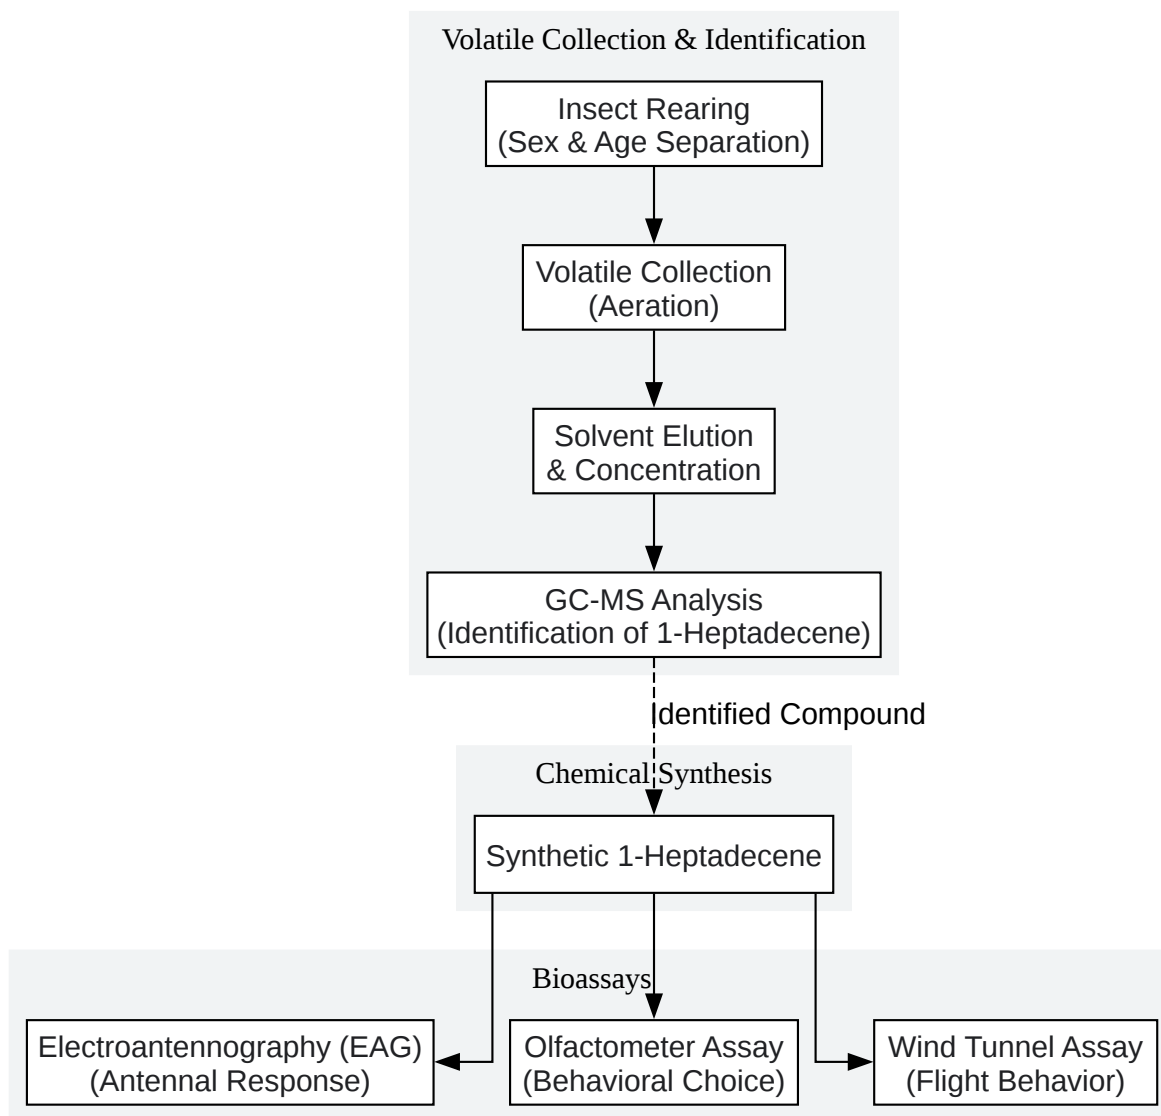 Volatile Collection & Identification
Insect Rearing
(Sex & Age Separation)
Volatile Collection
(Aeration)
Solvent Elution
& Concentration
GC-MS Analysis
(Identification of 1-Heptadecene)
Identified Compound
Chemical Synthesis
Synthetic 1-Heptadecene
Bioassays
Electroantennography (EAG)
(Antennal Response)
Olfactometer Assay
(Behavioral Choice)
Wind Tunnel Assay
(Flight Behavior)